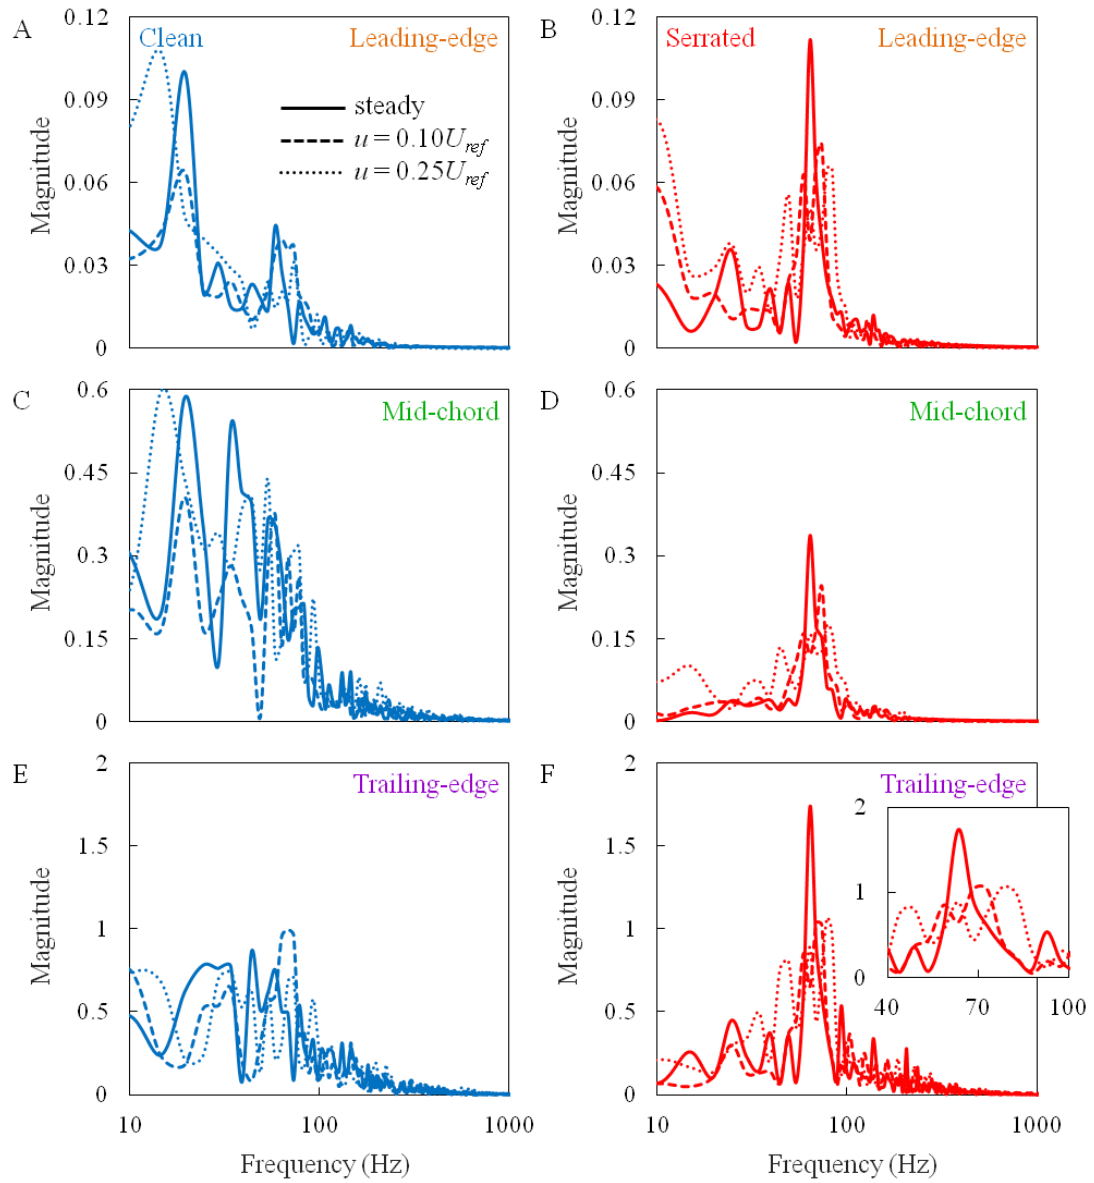 A
Clean
Leading-edge
0.12
0.09
0.06
0.03
0
Magnitude
steady
u = 0.10U_ref
u = 0.25U_ref
B
Serrated
Leading-edge
0.12
0.09
0.06
0.03
0
Magnitude
C
Mid-chord
0.6
0.45
0.3
0.15
0
Magnitude
D
Mid-chord
0.6
0.45
0.3
0.15
0
Magnitude
E
Trailing-edge
2
1.5
1
0.5
0
Magnitude
10 100 1000
Frequency (Hz)
F
Trailing-edge
2
1.5
1
0.5
0
Magnitude
2
1
0
40 70 100
10 100 1000
Frequency (Hz)